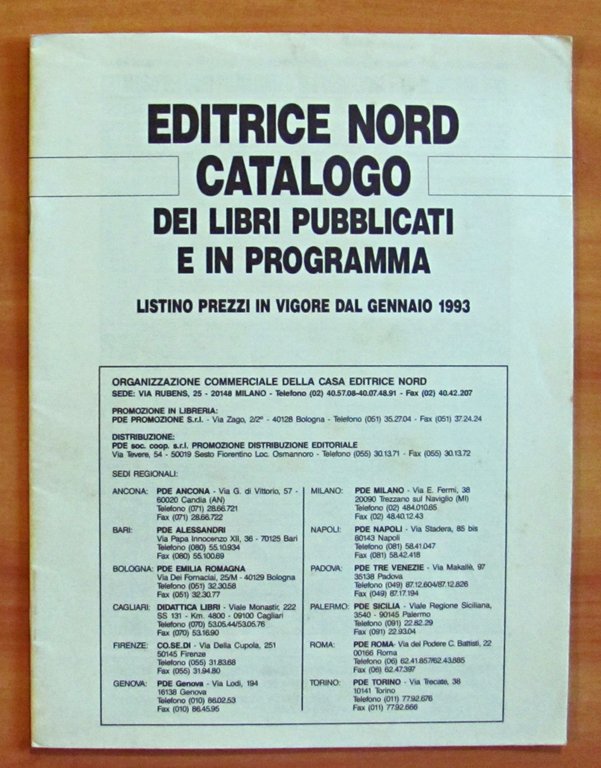 EDITRICE NORD
CATALOGO
DEI LIBRI PUBBLICATI
E IN PROGRAMMA
LISTINO PREZZI IN VIGORE DAL GENNAIO 1993
ORGANIZZAZIONE COMMERCIALE DELLA CASA EDITRICE NORD
SEDE: VIA RUBENS, 25 - 20148 MILANO - Telefono (02) 40.57.08-40.07.48.91 - Fax (02) 40.42.207
PROMOZIONE IN LIBRERIA:
PDE PROMOZIONE S.r.l. - Via Zago, 2/2ª - 40128 Bologna - Telefono (051) 35.27.04 - Fax (051) 37.24.24
DISTRIBUZIONE:
PDE soc. coop. s.r.l. PROMOZIONE DISTRIBUZIONE EDITORIALE
Via Tevere, 54 - 50019 Sesto Fiorentino Loc. Osmannoro - Telefono (055) 30.13.71 - Fax (055) 30.13.72
SEDI REGIONALI:
ANCONA: PDE ANCONA - Via G. di Vittorio, 57 -
60020 Candia (AN)
Telefono (071) 28.66.721
Fax (071) 28.66.722
BARI: PDE ALESSANDRI
Via Papa Innocenzo XII, 36 - 70125 Bari
Telefono (080) 55.10.934
Fax (080) 55.100.69
BOLOGNA: PDE EMILIA ROMAGNA
Via Dei Fornaciai, 25/M - 40129 Bologna
Telefono (051) 32.30.58
Fax (051) 32.30.77
CAGLIARI: DIDATTICA LIBRI - Viale Monastir, 222
SS 131 - Km. 4800 - 09100 Cagliari
Telefono (070) 53.05.44/53.05.76
Fax (070) 53.16.90
FIRENZE: CO.SE.DI - Via Della Cupola, 251
50145 Firenze
Telefono (055) 31.83.68
Fax (055) 31.94.80
GENOVA: PDE Genova - Via Lodi, 194
16138 Genova
Telefono (010) 86.02.53
Fax (010) 86.45.95
MILANO: PDE MILANO - Via E. Fermi, 38
20090 Trezzano sul Naviglio (MI)
Telefono (02) 484.010.65
Fax (02) 48.40.12.43
NAPOLI: PDE NAPOLI - Via Stadera, 85 bis
80143 Napoli
Telefono (081) 58.41.047
Fax (081) 58.42.418
PADOVA: PDE TRE VENEZIE - Via Makallè, 97
35138 Padova
Telefono (049) 87.12.604/87.12.826
Fax (049) 87.17.194
PALERMO: PDE SICILIA - Viale Regione Siciliana,
3540 - 90145 Palermo
Telefono (091) 22.82.29
Fax (091) 22.93.04
ROMA: PDE ROMA - Via del Podere C. Battisti, 22
00166 Roma
Telefono (06) 62.41.857/62.43.885
Fax (06) 62.47.397
TORINO: PDE TORINO - Via Trecate, 38
10141 Torino
Telefono (011) 77.92.676
Fax (011) 77.92.666